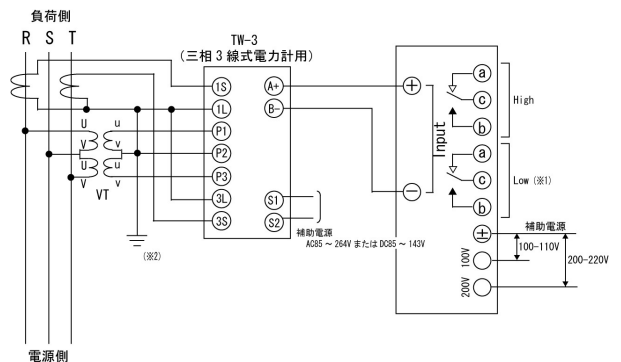 負荷側
R S T
TW-3
(三相3線式電力計用)
1S
1L
P1
P2
P3
3L
3S
A+
B-
S1
S2
U u
V v
U u
V v
VT
(※2)
補助電源
AC85 ~ 264V または DC85 ~ 143V
+
−
Input
a
c
b
High
a
c
b
Low (※1)
+
補助電源
100V
100-110V
200V
200-220V
電源側